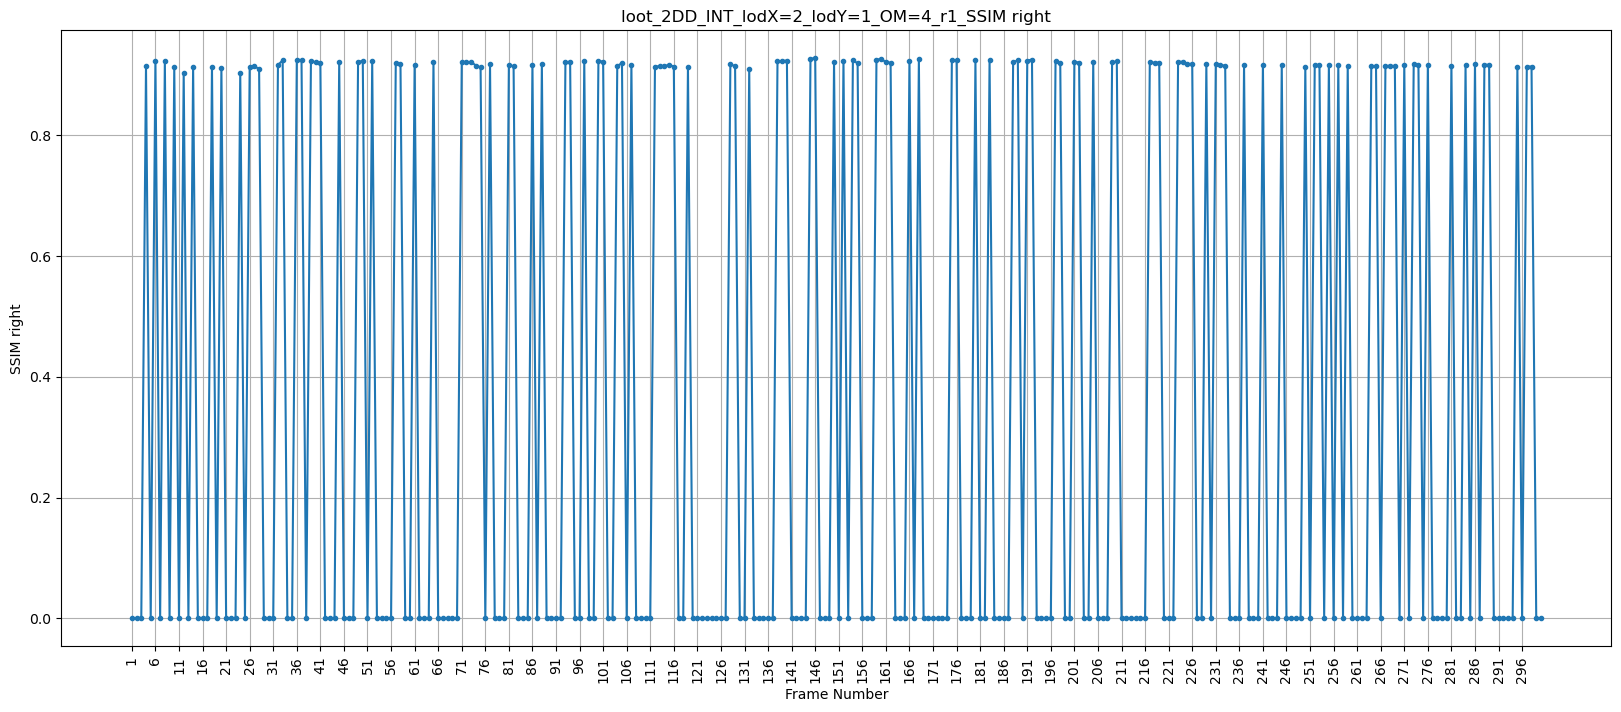 loot_2DD_INT_lodX=2_lodY=1_OM=4_r1_SSIM right
0.8
0.6
0.4
0.2
0.0
SSIM right
1 6 11 16 21 26 31 36 41 46 51 56 61 66 71 76 81 86 91 96 101 106 111 116 121 126 131 136 141 146 151 156 161 166 171 176 181 186 191 196 201 206 211 216 221 226 231 236 241 246 251 256 261 266 271 276 281 286 291 296
Frame Number